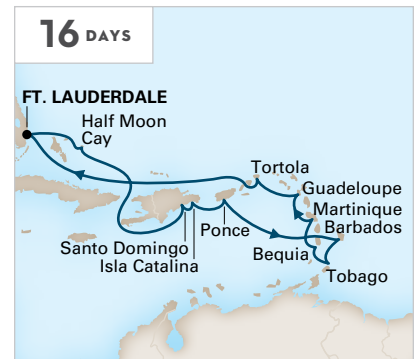 16 DAYS
FT. LAUDERDALE
Half Moon
Cay
Tortola
Guadeloupe
Martinique
Barbados
Ponce
Santo Domingo
Isla Catalina
Bequia
Tobago